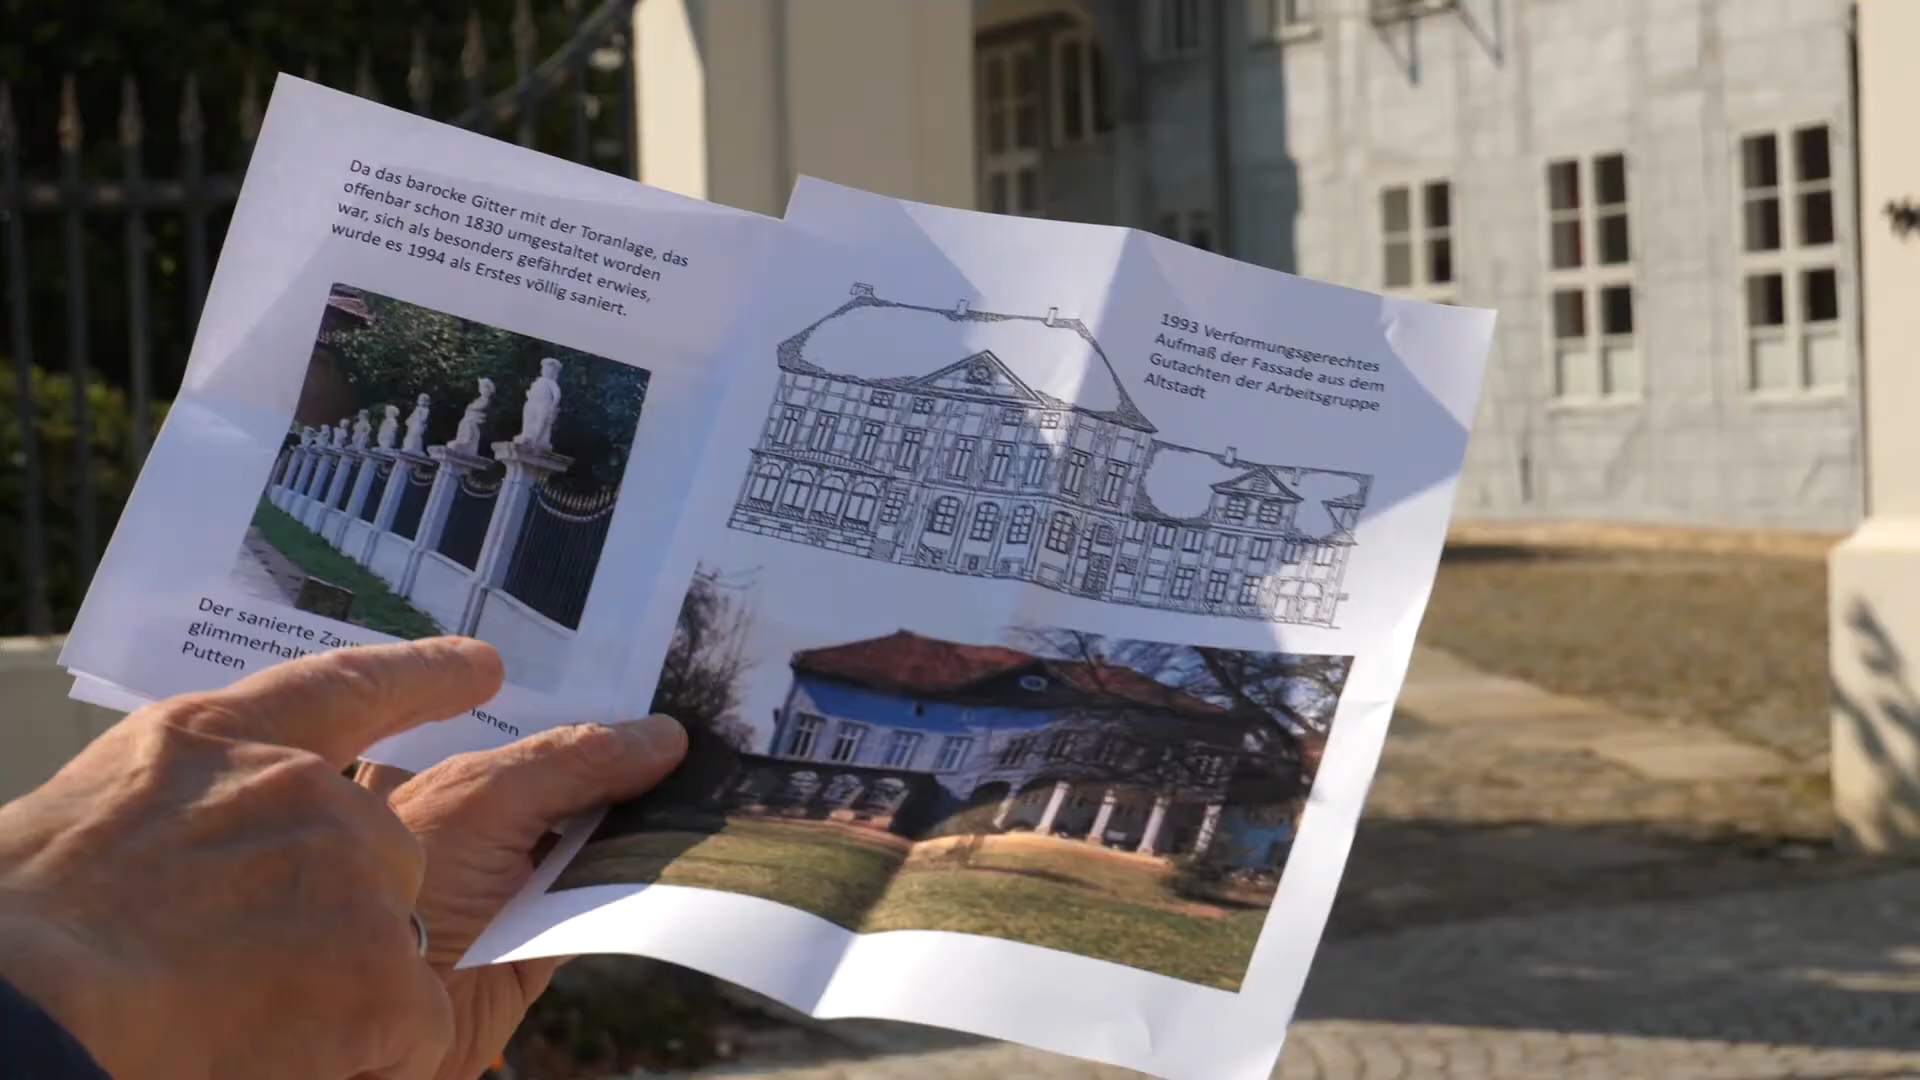 Da das barocke Gitter mit der Toranlage, das
offenbar schon 1830 umgestaltet worden
war, sich als besonders gefährdet erwies,
wurde es 1994 als Erstes völlig saniert.
Der sanierte
Putten
1993 Verformungsgerechtes
Aufmaß der Fassade aus dem
Gutachten der Arbeitsgruppe
Altstadt